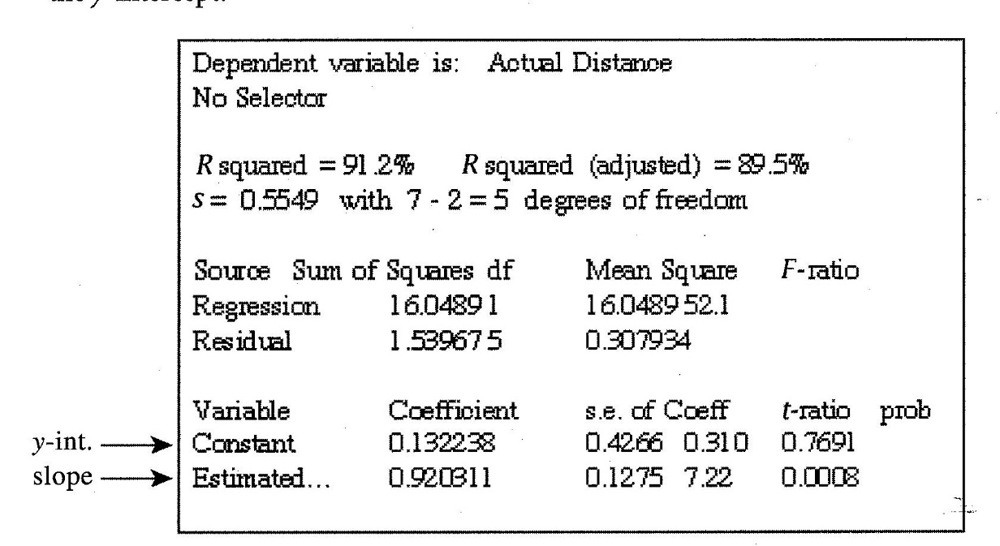 Dependent variable is: Actual Distance
No Selector
R squared = 91.2% R squared (adjusted) = 89.5%
s = 0.5549 with 7 - 2 = 5 degrees of freedom
Source Sum of Squares df Mean Square F-ratio
Regression 16.0489 1 16.0489 52.1
Residual 1.53967 5 0.307934
Variable Coefficient s.e. of Coeff t-ratio prob
y-int. Constant 0.132238 0.4266 0.310 0.7691
slope Estimated... 0.920311 0.1275 7.22 0.0008